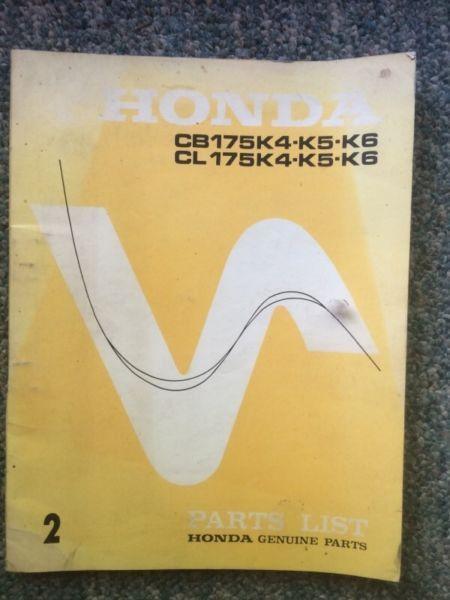 HONDA
CB175K4·K5·K6
CL175K4·K5·K6
2
PARTS LIST
HONDA GENUINE PARTS